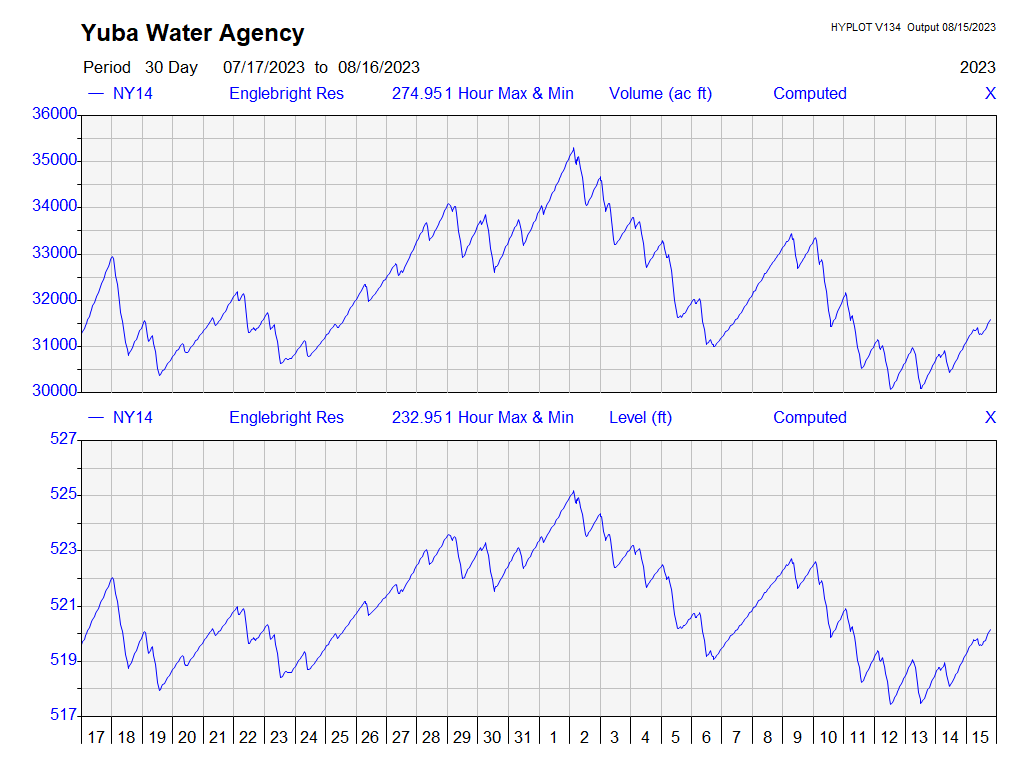 Yuba Water Agency
HYPLOT V134 Output 08/15/2023
Period 30 Day 07/17/2023 to 08/16/2023 2023
NY14 Englebright Res 274.951 Hour Max & Min Volume (ac ft) Computed X
36000
35000
34000
33000
32000
31000
30000
NY14 Englebright Res 232.951 Hour Max & Min Level (ft) Computed X
527
525
523
521
519
517
17 18 19 20 21 22 23 24 25 26 27 28 29 30 31 1 2 3 4 5 6 7 8 9 10 11 12 13 14 15